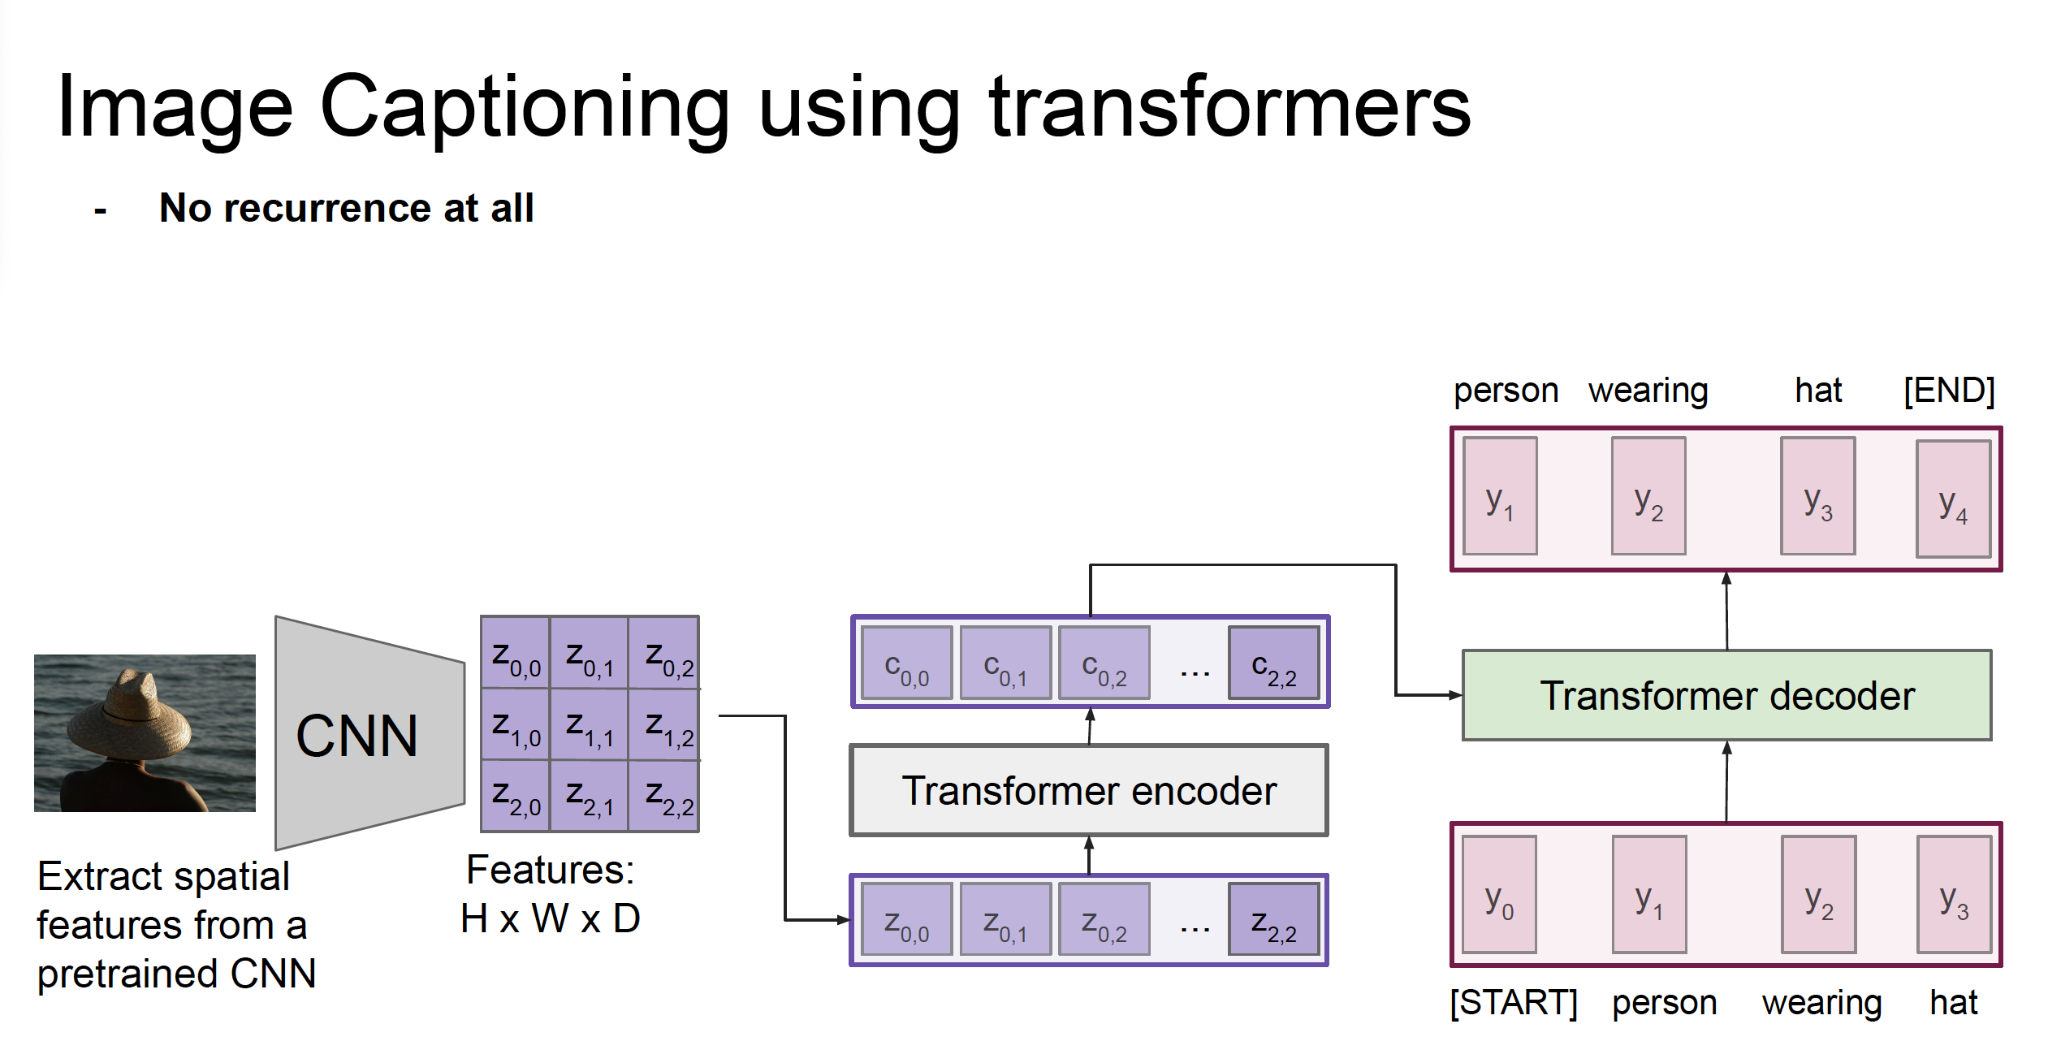 Image Captioning using transformers
- No recurrence at all
person wearing hat [END]
y1 y2 y3 y4
CNN
z0,0 z0,1 z0,2
z1,0 z1,1 z1,2
z2,0 z2,1 z2,2
Extract spatial
features from a
pretrained CNN
Features:
H x W x D
c0,0 c0,1 c0,2 ... c2,2
Transformer encoder
z0,0 z0,1 z0,2 ... z2,2
Transformer decoder
y0 y1 y2 y3
[START] person wearing hat